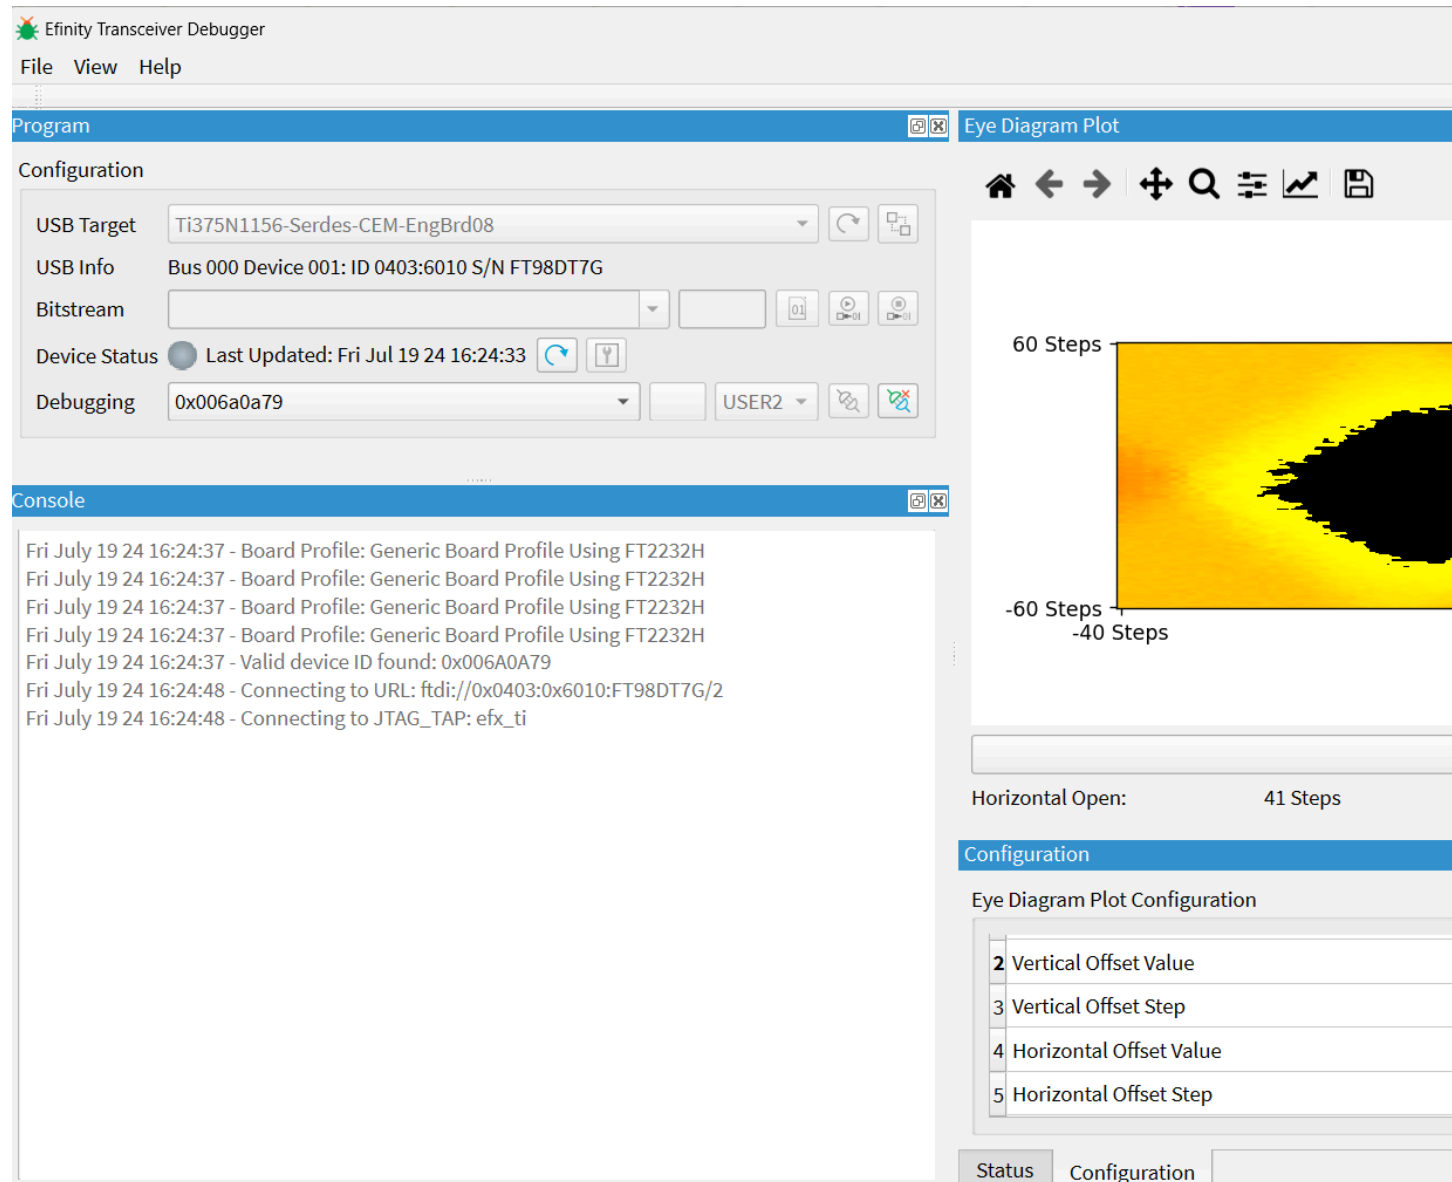 Efinity Transceiver Debugger
File View Help
Program
Configuration
USB Target Ti375N1156-Serdes-CEM-EngBrd08
USB Info Bus 000 Device 001: ID 0403:6010 S/N FT98DT7G
Bitstream
Device Status Last Updated: Fri Jul 19 24 16:24:33
Debugging 0x006a0a79 USER2
Console
Fri July 19 24 16:24:37 - Board Profile: Generic Board Profile Using FT2232H
Fri July 19 24 16:24:37 - Board Profile: Generic Board Profile Using FT2232H
Fri July 19 24 16:24:37 - Board Profile: Generic Board Profile Using FT2232H
Fri July 19 24 16:24:37 - Board Profile: Generic Board Profile Using FT2232H
Fri July 19 24 16:24:37 - Valid device ID found: 0x006A0A79
Fri July 19 24 16:24:48 - Connecting to URL: ftdi://0x0403:0x6010:FT98DT7G/2
Fri July 19 24 16:24:48 - Connecting to JTAG_TAP: efx_ti
Eye Diagram Plot
60 Steps
-60 Steps
-40 Steps
Horizontal Open: 41 Steps
Configuration
Eye Diagram Plot Configuration
2 Vertical Offset Value
3 Vertical Offset Step
4 Horizontal Offset Value
5 Horizontal Offset Step
Status Configuration